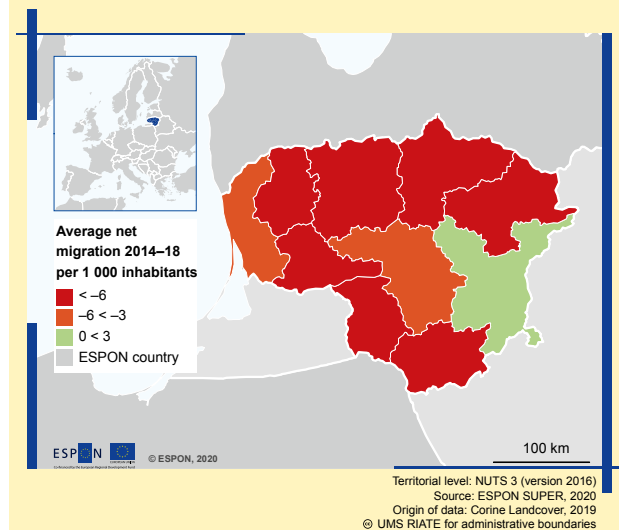 Average net
migration 2014–18
per 1 000 inhabitants
< –6
–6 < –3
0 < 3
ESPON country
ESPON
© ESPON, 2020
100 km
Territorial level: NUTS 3 (version 2016)
Source: ESPON SUPER, 2020
Origin of data: Corine Landcover, 2019
UMS RIATE for administrative boundaries